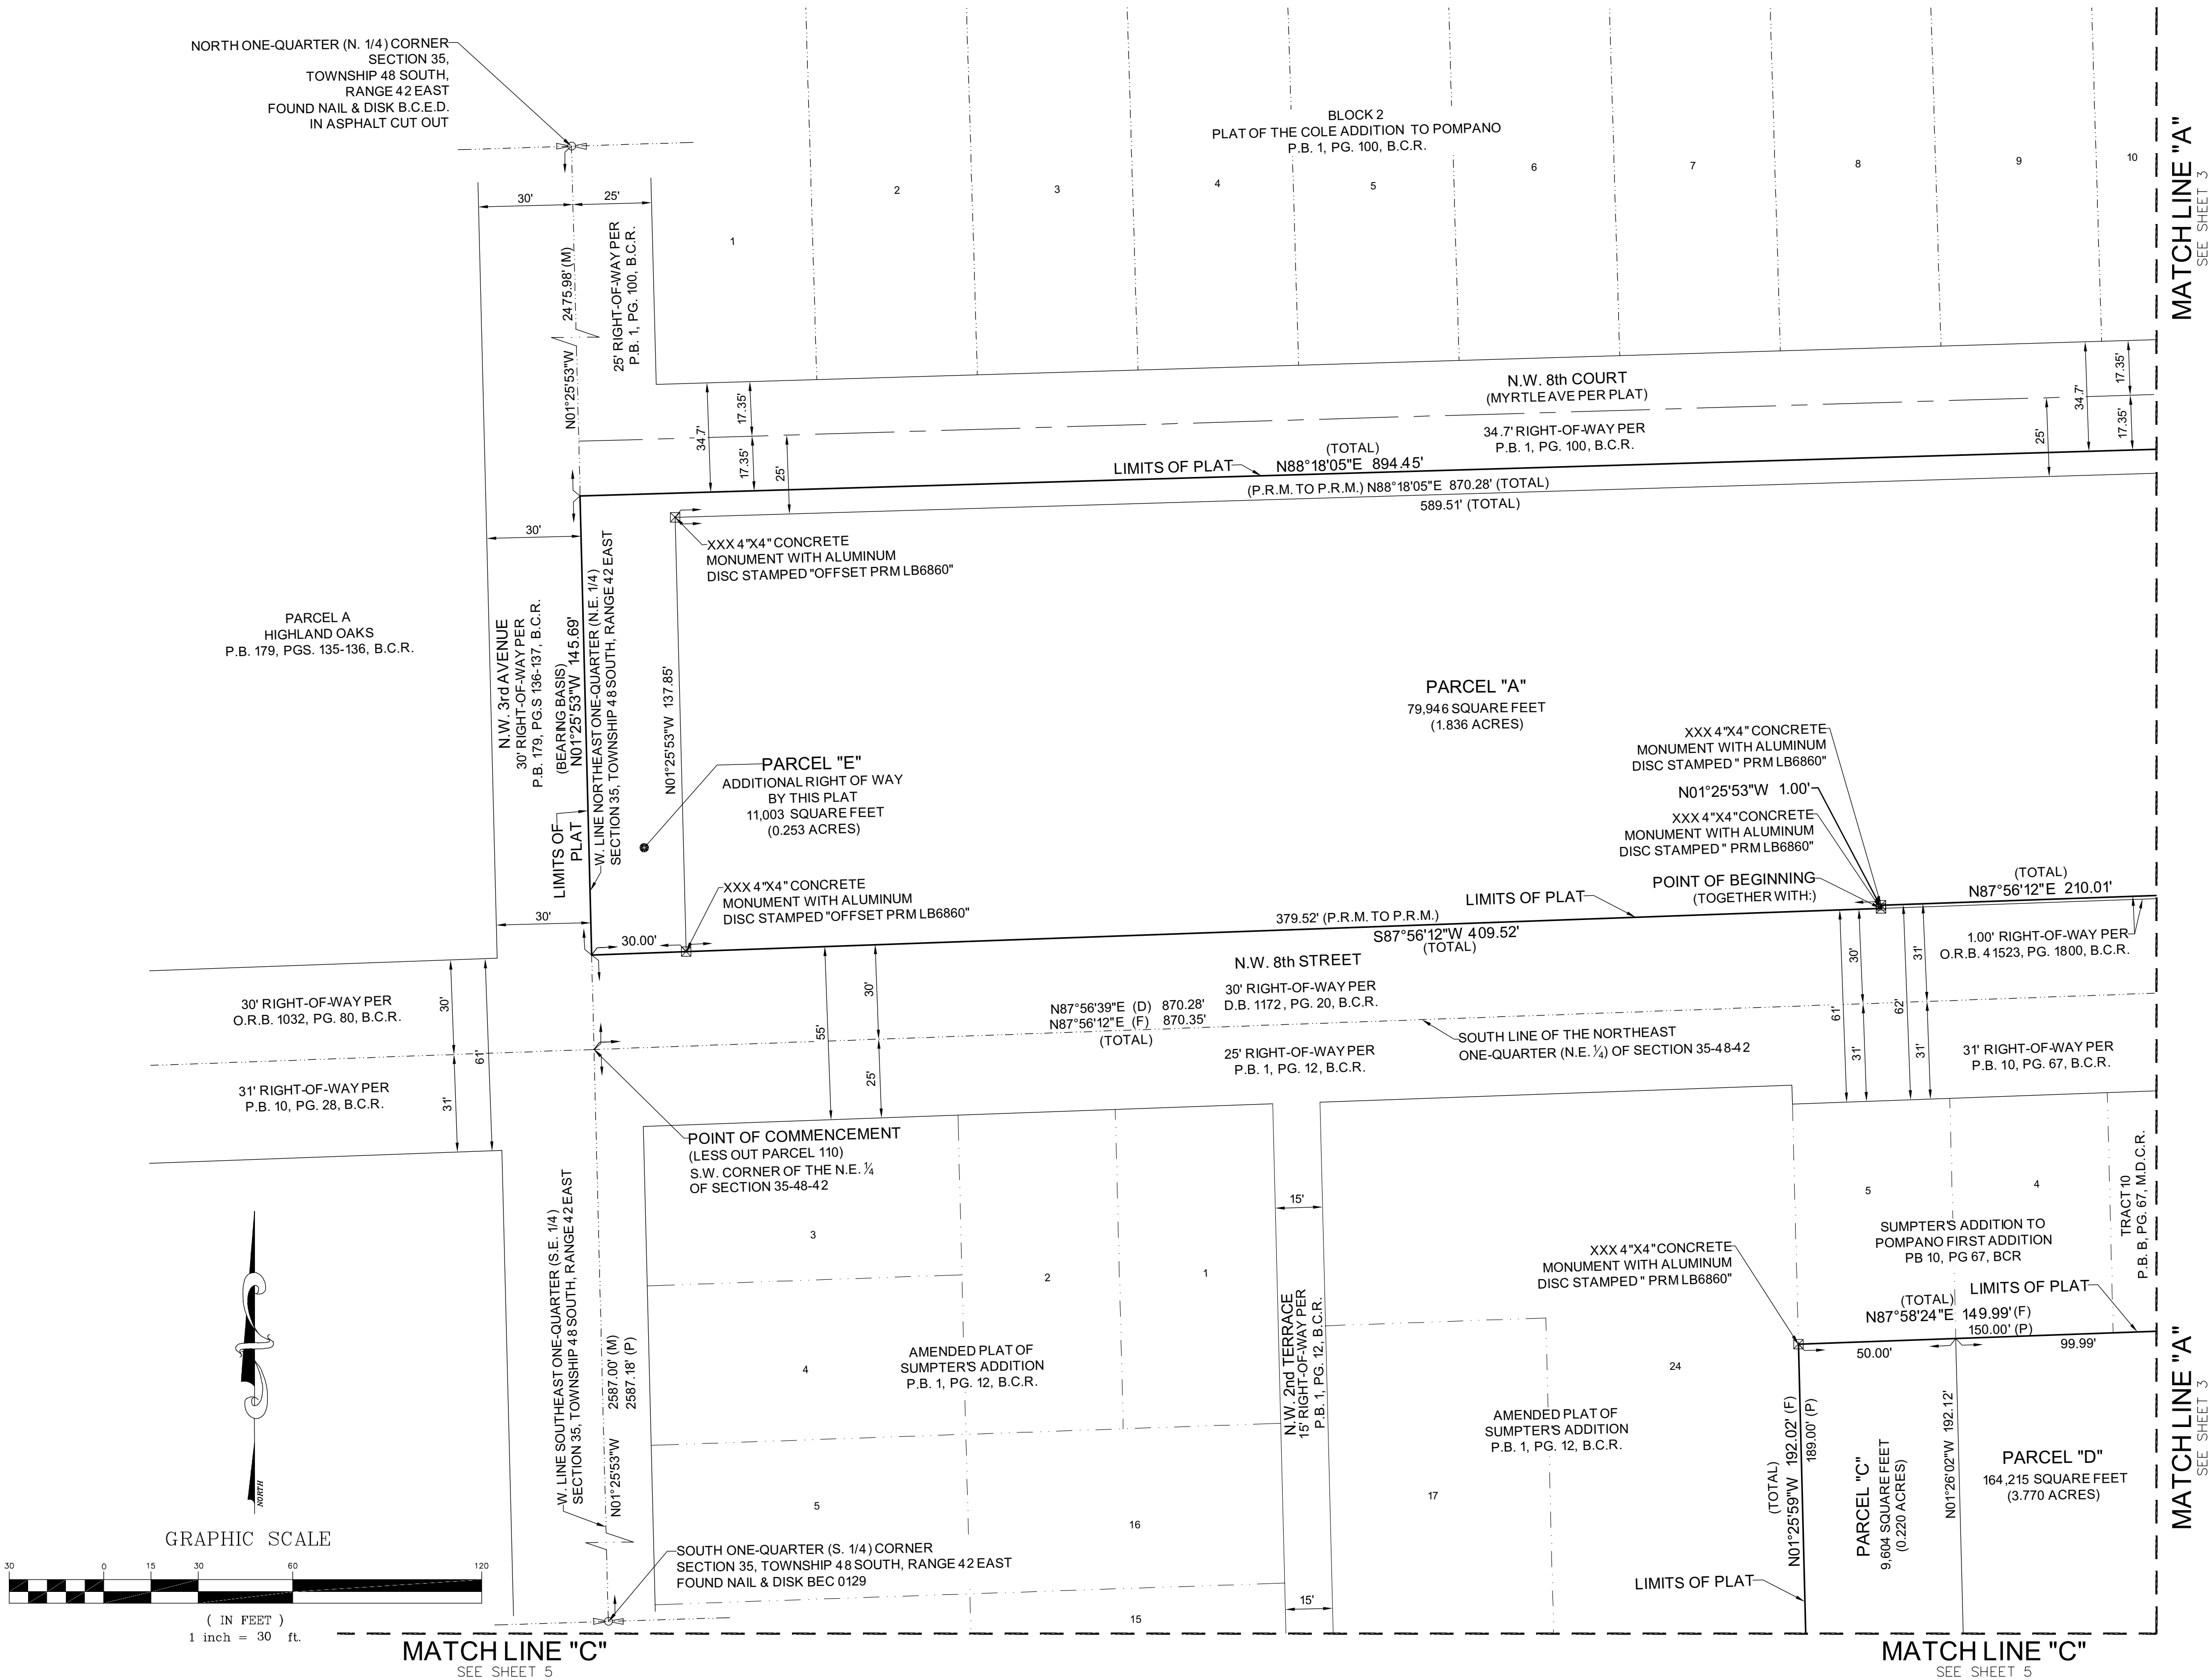 NORTH ONE-QUARTER (N. 1/4) CORNER
SECTION 35,
TOWNSHIP 48 SOUTH,
RANGE 42 EAST
FOUND NAIL & DISK B.C.E.D.
IN ASPHALT CUT OUT
BLOCK 2
PLAT OF THE COLE ADDITION TO POMPANO
P.B. 1, PG. 100, B.C.R.
1
2
3
4
5
6
7
8
9
10
MATCH LINE "A"
SEE SHEET 3
30'
25'
N01°25'53"W 2475.98' (M)
25' RIGHT-OF-WAY PER
P.B. 1, PG. 100, B.C.R.
N.W. 8th COURT
(MYRTLE AVE PER PLAT)
34.7' RIGHT-OF-WAY PER
P.B. 1, PG. 100, B.C.R.
34.7'
17.35'
17.35'
25'
34.7'
17.35'
17.35'
25'
LIMITS OF PLAT
(TOTAL)
N88°18'05"E 894.45'
(P.R.M. TO P.R.M.) N88°18'05"E 870.28' (TOTAL)
589.51' (TOTAL)
30'
XXX 4"X4" CONCRETE
MONUMENT WITH ALUMINUM
DISC STAMPED "OFFSET PRM LB6860"
PARCEL A
HIGHLAND OAKS
P.B. 179, PGS. 135-136, B.C.R.
N.W. 3rd AVENUE
30' RIGHT-OF-WAY PER
P.B. 179, PG.S 136-137, B.C.R.
(BEARING BASIS)
N01°25'53"W 145.69'
LIMITS OF
PLAT
W. LINE NORTHEAST ONE-QUARTER (N.E. 1/4)
SECTION 35, TOWNSHIP 48 SOUTH, RANGE 42 EAST
N01°25'53"W 137.85'
PARCEL "A"
79,946 SQUARE FEET
(1.836 ACRES)
PARCEL "E"
ADDITIONAL RIGHT OF WAY
BY THIS PLAT
11,003 SQUARE FEET
(0.253 ACRES)
XXX 4"X4" CONCRETE
MONUMENT WITH ALUMINUM
DISC STAMPED " PRM LB6860"
N01°25'53"W 1.00'
XXX 4"X4" CONCRETE
MONUMENT WITH ALUMINUM
DISC STAMPED " PRM LB6860"
POINT OF BEGINNING
(TOGETHER WITH:)
XXX 4"X4" CONCRETE
MONUMENT WITH ALUMINUM
DISC STAMPED "OFFSET PRM LB6860"
LIMITS OF PLAT
(TOTAL)
N87°56'12"E 210.01'
30'
30.00'
379.52' (P.R.M. TO P.R.M.)
S87°56'12"W 409.52'
(TOTAL)
1.00' RIGHT-OF-WAY PER
O.R.B. 41523, PG. 1800, B.C.R.
N.W. 8th STREET
30' RIGHT-OF-WAY PER
D.B. 1172, PG. 20, B.C.R.
30' RIGHT-OF-WAY PER
O.R.B. 1032, PG. 80, B.C.R.
30'
61'
31'
31' RIGHT-OF-WAY PER
P.B. 10, PG. 28, B.C.R.
55'
30'
25'
N87°56'39"E (D) 870.28'
N87°56'12"E (F) 870.35'
(TOTAL)
SOUTH LINE OF THE NORTHEAST
ONE-QUARTER (N.E. ¼) OF SECTION 35-48-42
25' RIGHT-OF-WAY PER
P.B. 1, PG. 12, B.C.R.
61'
30'
31'
62'
31'
31'
31' RIGHT-OF-WAY PER
P.B. 10, PG. 67, B.C.R.
POINT OF COMMENCEMENT
(LESS OUT PARCEL 110)
S.W. CORNER OF THE N.E. ¼
OF SECTION 35-48-42
W. LINE SOUTHEAST ONE-QUARTER (S.E. 1/4)
SECTION 35, TOWNSHIP 48 SOUTH, RANGE 42 EAST
N01°25'53"W 2587.00' (M)
2587.18' (P)
3
2
1
4
AMENDED PLAT OF
SUMPTER'S ADDITION
P.B. 1, PG. 12, B.C.R.
5
16
15
15'
N.W. 2nd TERRACE
15' RIGHT-OF-WAY PER
P.B. 1, PG. 12, B.C.R.
15'
XXX 4"X4" CONCRETE
MONUMENT WITH ALUMINUM
DISC STAMPED " PRM LB6860"
24
AMENDED PLAT OF
SUMPTER'S ADDITION
P.B. 1, PG. 12, B.C.R.
17
5
4
SUMPTER'S ADDITION TO
POMPANO FIRST ADDITION
PB 10, PG 67, BCR
TRACT 10
P.B. B, PG. 67, M.D.C.R.
LIMITS OF PLAT
(TOTAL)
N87°58'24"E 149.99' (F)
150.00' (P)
50.00'
99.99'
(TOTAL)
N01°25'59"W 192.02' (F)
189.00' (P)
PARCEL "C"
9,604 SQUARE FEET
(0.220 ACRES)
N01°26'02"W 192.12'
PARCEL "D"
164,215 SQUARE FEET
(3.770 ACRES)
LIMITS OF PLAT
MATCH LINE "A"
SEE SHEET 3
SOUTH ONE-QUARTER (S. 1/4) CORNER
SECTION 35, TOWNSHIP 48 SOUTH, RANGE 42 EAST
FOUND NAIL & DISK BEC 0129
NORTH
GRAPHIC SCALE
30 0 15 30 60 120
( IN FEET )
1 inch = 30 ft.
MATCH LINE "C"
SEE SHEET 5
MATCH LINE "C"
SEE SHEET 5